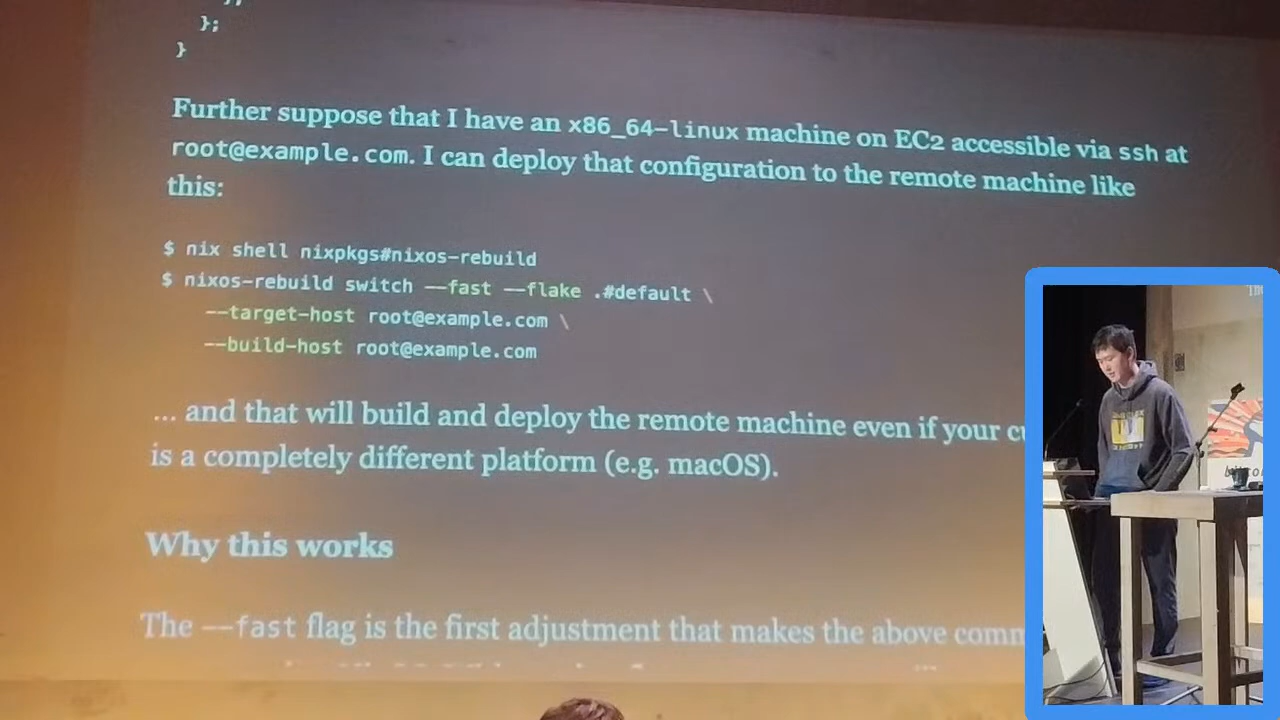 };
}
Further suppose that I have an x86_64-linux machine on EC2 accessible via ssh at
root@example.com. I can deploy that configuration to the remote machine like
this:
$ nix shell nixpkgs#nixos-rebuild
$ nixos-rebuild switch --fast --flake .#default \
--target-host root@example.com \
--build-host root@example.com
... and that will build and deploy the remote machine even if your
is a completely different platform (e.g. macOS).
Why this works
The --fast flag is the first adjustment that makes the above